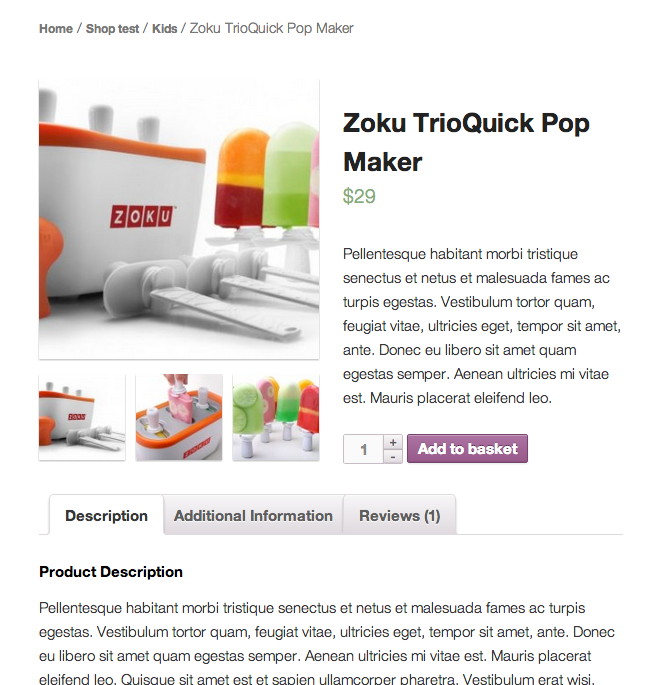 Home / Shop test / Kids / Zoku TrioQuick Pop Maker
ZOKU
Zoku TrioQuick Pop
Maker
$29
Pellentesque habitant morbi tristique
senectus et netus et malesuada fames ac
turpis egestas. Vestibulum tortor quam,
feugiat vitae, ultricies eget, tempor sit amet,
ante. Donec eu libero sit amet quam
egestas semper. Aenean ultricies mi vitae
est. Mauris placerat eleifend leo.
ZOKU
1 + - Add to basket
Description Additional Information Reviews (1)
Product Description
Pellentesque habitant morbi tristique senectus et netus et malesuada fames ac turpis
egestas. Vestibulum tortor quam, feugiat vitae, ultricies eget, tempor sit amet, ante. Donec
eu libero sit amet quam egestas semper. Aenean ultricies mi vitae est. Mauris placerat
eleifend leo. Quisque sit amet est et sapien ullamcorper pharetra. Vestibulum erat wisi,